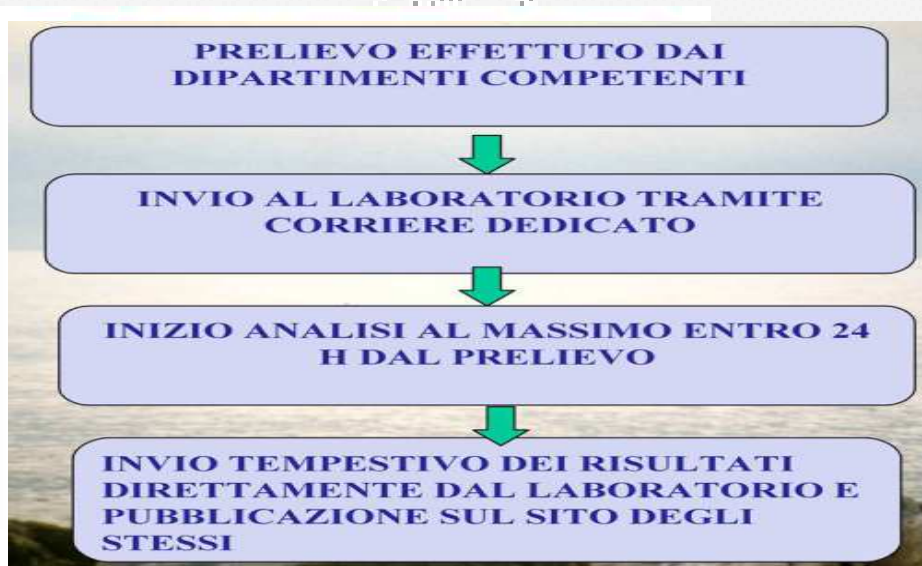 PRELIEVO EFFETTUTO DAI
DIPARTIMENTI COMPETENTI
INVIO AL LABORATORIO TRAMITE
CORRIERE DEDICATO
INIZIO ANALISI AL MASSIMO ENTRO 24
H DAL PRELIEVO
INVIO TEMPESTIVO DEI RISULTATI
DIRETTAMENTE DAL LABORATORIO E
PUBBLICAZIONE SUL SITO DEGLI
STESSI